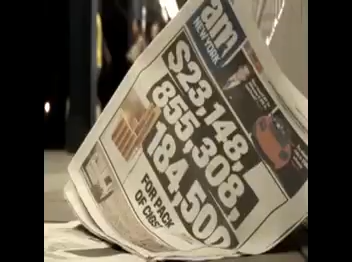 am
NEW YORK
$23,148,
855,308,
184,500
FOR PACK
OF CIGS